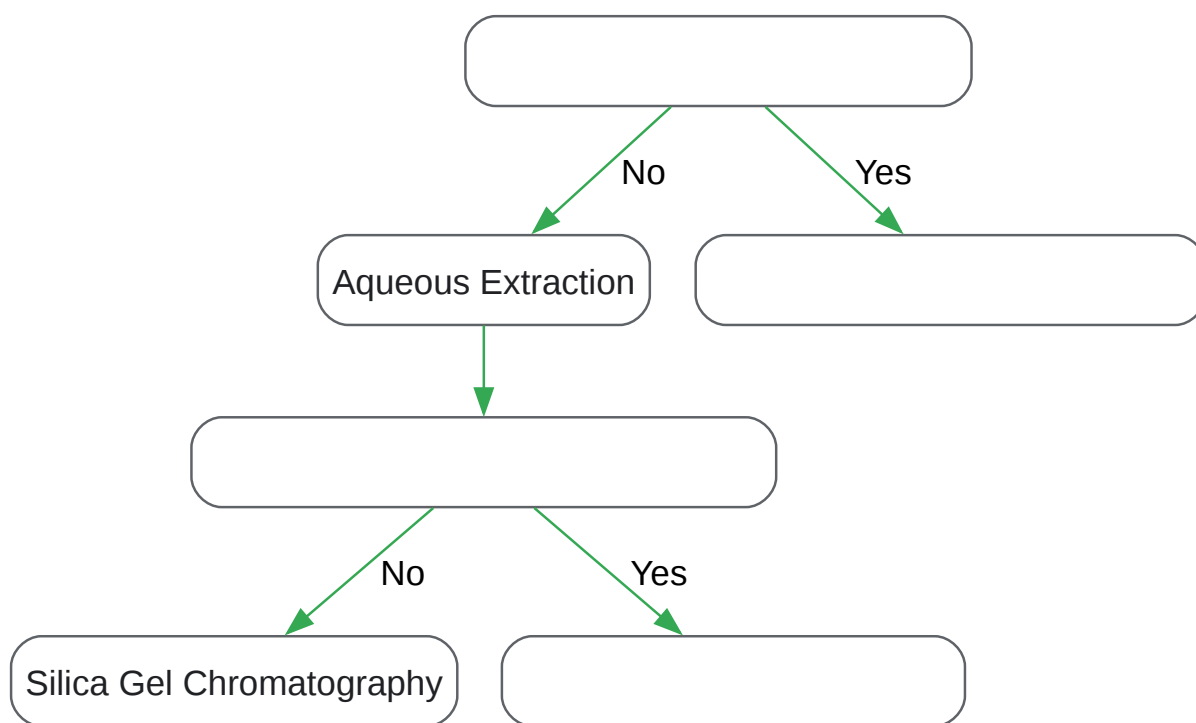 No
Yes
Aqueous Extraction
No
Yes
Silica Gel Chromatography